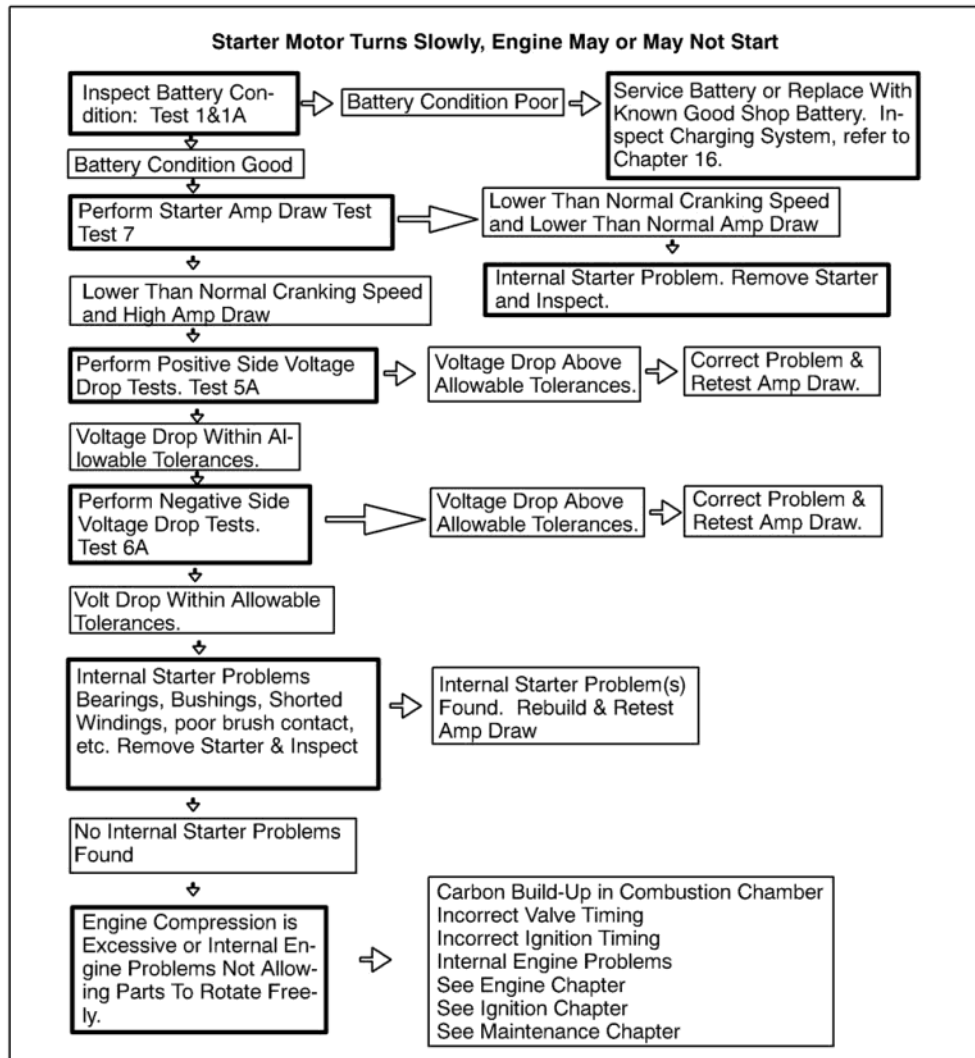 Starter Motor Turns Slowly, Engine May or May Not Start
Inspect Battery Con-
dition: Test 1&1A
Battery Condition Poor
Service Battery or Replace With
Known Good Shop Battery. In-
spect Charging System, refer to
Chapter 16.
Battery Condition Good
Perform Starter Amp Draw Test
Test 7
Lower Than Normal Cranking Speed
and Lower Than Normal Amp Draw
Internal Starter Problem. Remove Starter
and Inspect.
Lower Than Normal Cranking Speed
and High Amp Draw
Perform Positive Side Voltage
Drop Tests. Test 5A
Voltage Drop Above
Allowable Tolerances.
Correct Problem &
Retest Amp Draw.
Voltage Drop Within Al-
lowable Tolerances.
Perform Negative Side
Voltage Drop Tests.
Test 6A
Voltage Drop Above
Allowable Tolerances.
Correct Problem &
Retest Amp Draw.
Volt Drop Within Allowable
Tolerances.
Internal Starter Problems
Bearings, Bushings, Shorted
Windings, poor brush contact,
etc. Remove Starter & Inspect
Internal Starter Problem(s)
Found. Rebuild & Retest
Amp Draw
No Internal Starter Problems
Found
Engine Compression is
Excessive or Internal En-
gine Problems Not Allow-
ing Parts To Rotate Free-
ly.
Carbon Build-Up in Combustion Chamber
Incorrect Valve Timing
Incorrect Ignition Timing
Internal Engine Problems
See Engine Chapter
See Ignition Chapter
See Maintenance Chapter